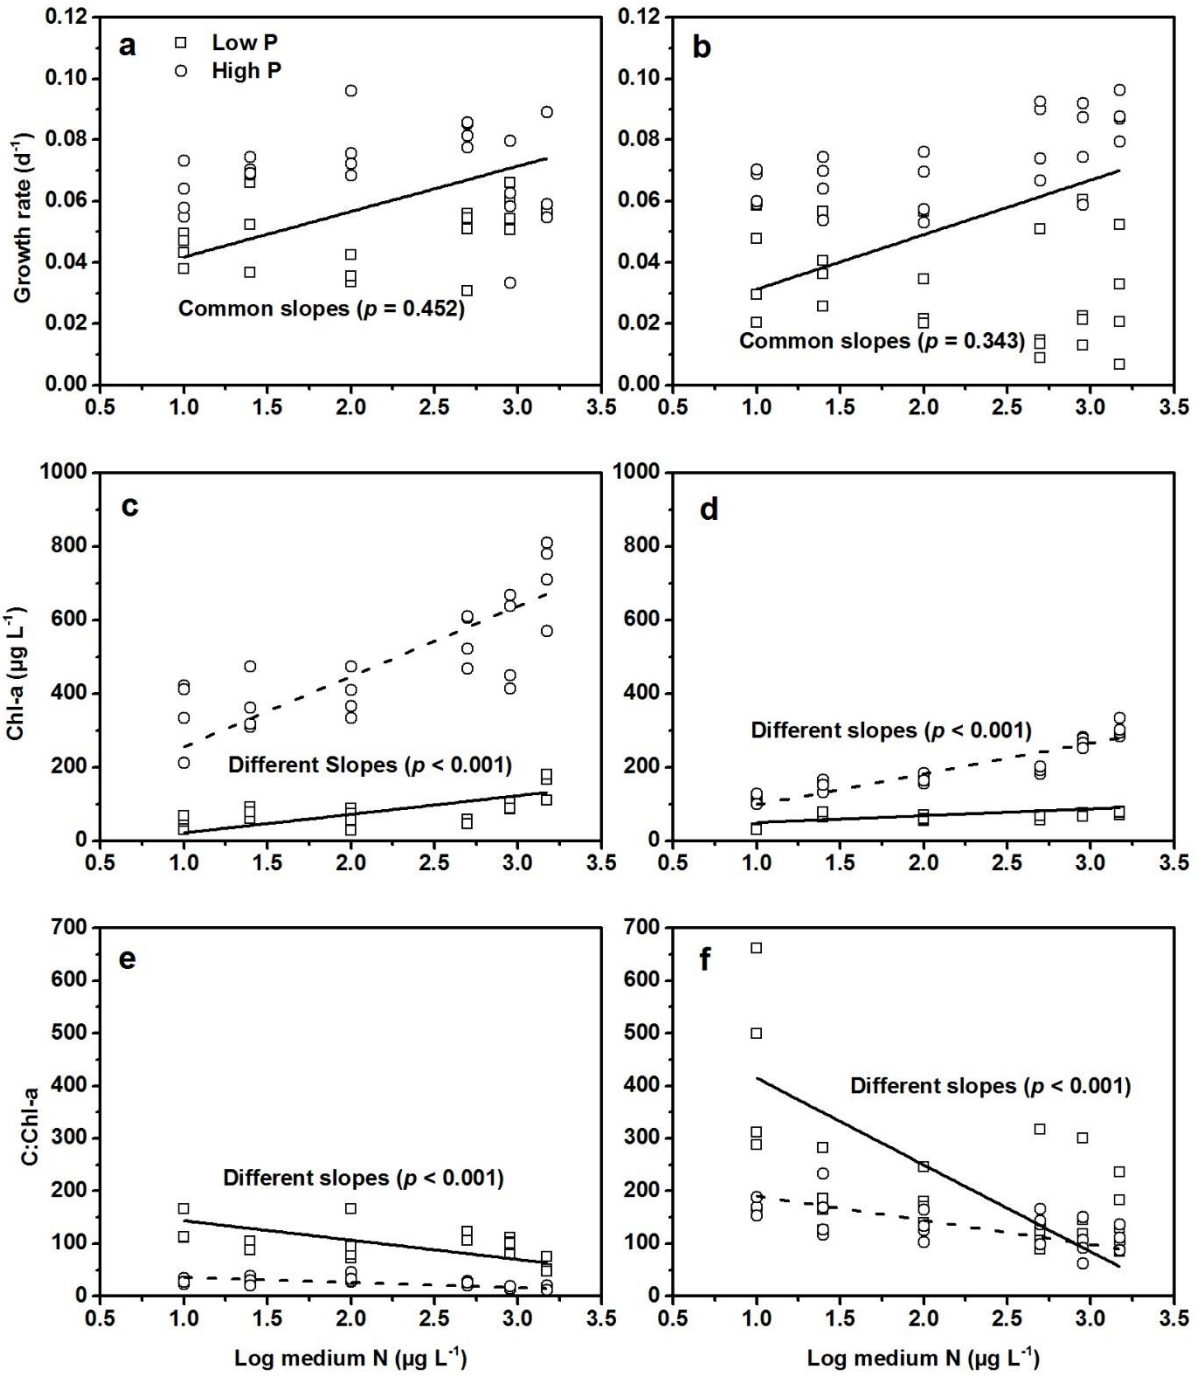 a
Low P
High P
0.12
0.10
0.08
0.06
0.04
0.02
0.00
Growth rate (d⁻¹)
Common slopes (p = 0.452)
0.5 1.0 1.5 2.0 2.5 3.0 3.5
b
0.12
0.10
0.08
0.06
0.04
0.02
0.00
Common slopes (p = 0.343)
0.5 1.0 1.5 2.0 2.5 3.0 3.5
c
1000
800
600
400
200
0
Chl-a (µg L⁻¹)
Different Slopes (p < 0.001)
0.5 1.0 1.5 2.0 2.5 3.0 3.5
d
1000
800
600
400
200
0
Different slopes (p < 0.001)
0.5 1.0 1.5 2.0 2.5 3.0 3.5
e
700
600
500
400
300
200
100
0
C:Chl-a
Different slopes (p < 0.001)
0.5 1.0 1.5 2.0 2.5 3.0 3.5
Log medium N (µg L⁻¹)
f
700
600
500
400
300
200
100
0
Different slopes (p < 0.001)
0.5 1.0 1.5 2.0 2.5 3.0 3.5
Log medium N (µg L⁻¹)